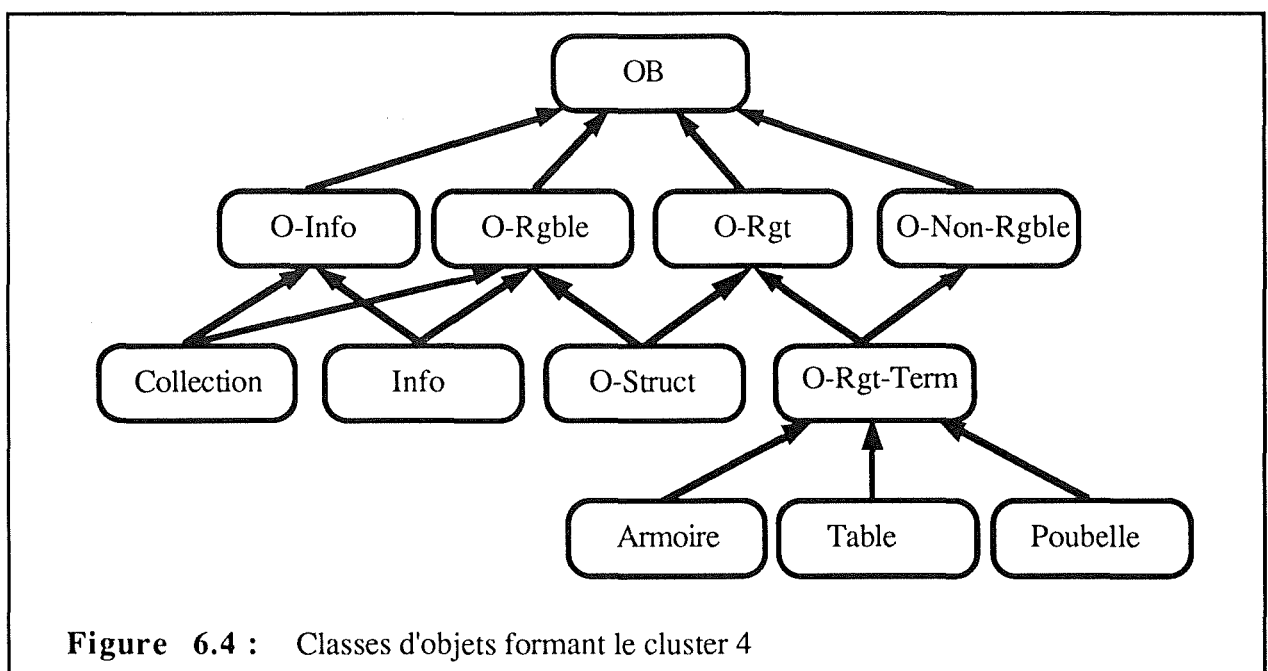 OB
O-Info O-Rgble O-Rgt O-Non-Rgble
Collection Info O-Struct O-Rgt-Term
Armoire Table Poubelle
Figure 6.4 : Classes d'objets formant le cluster 4